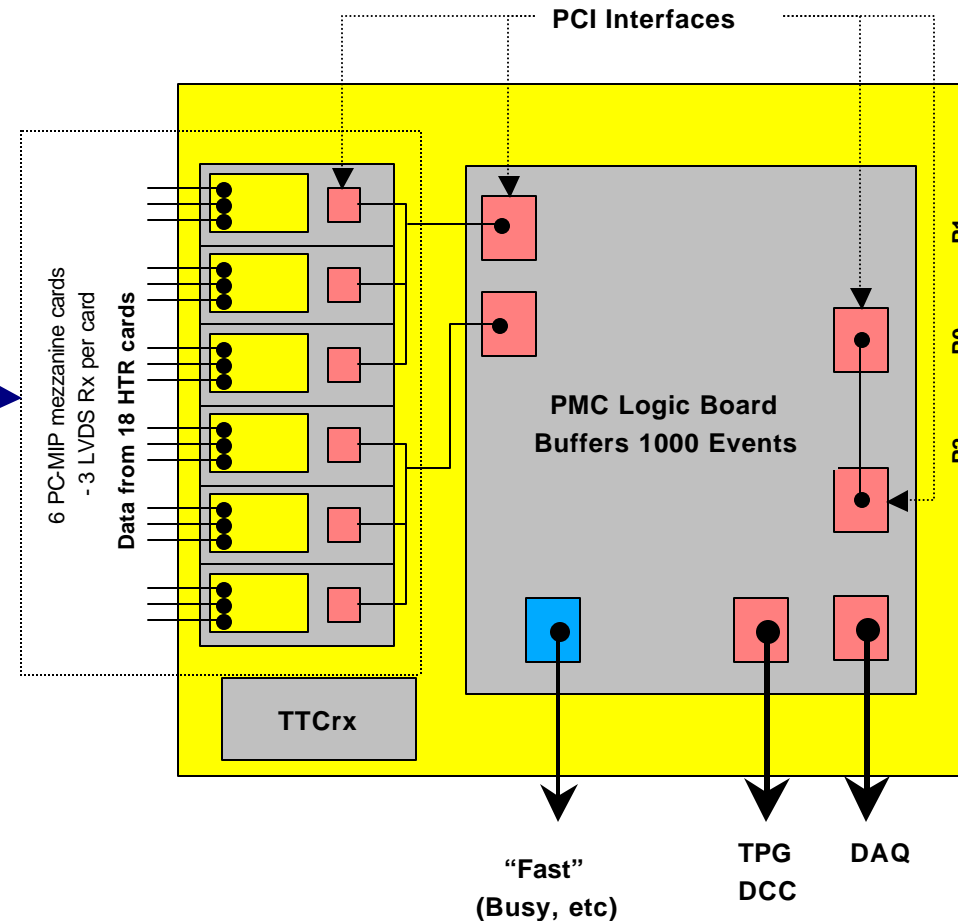 PCI Interfaces
6 PC-MIP mezzanine cards
- 3 LVDS Rx per card
Data from 18 HTR cards
PMC Logic Board
Buffers 1000 Events
TTCrx
“Fast”
(Busy, etc)
TPG
DCC
DAQ